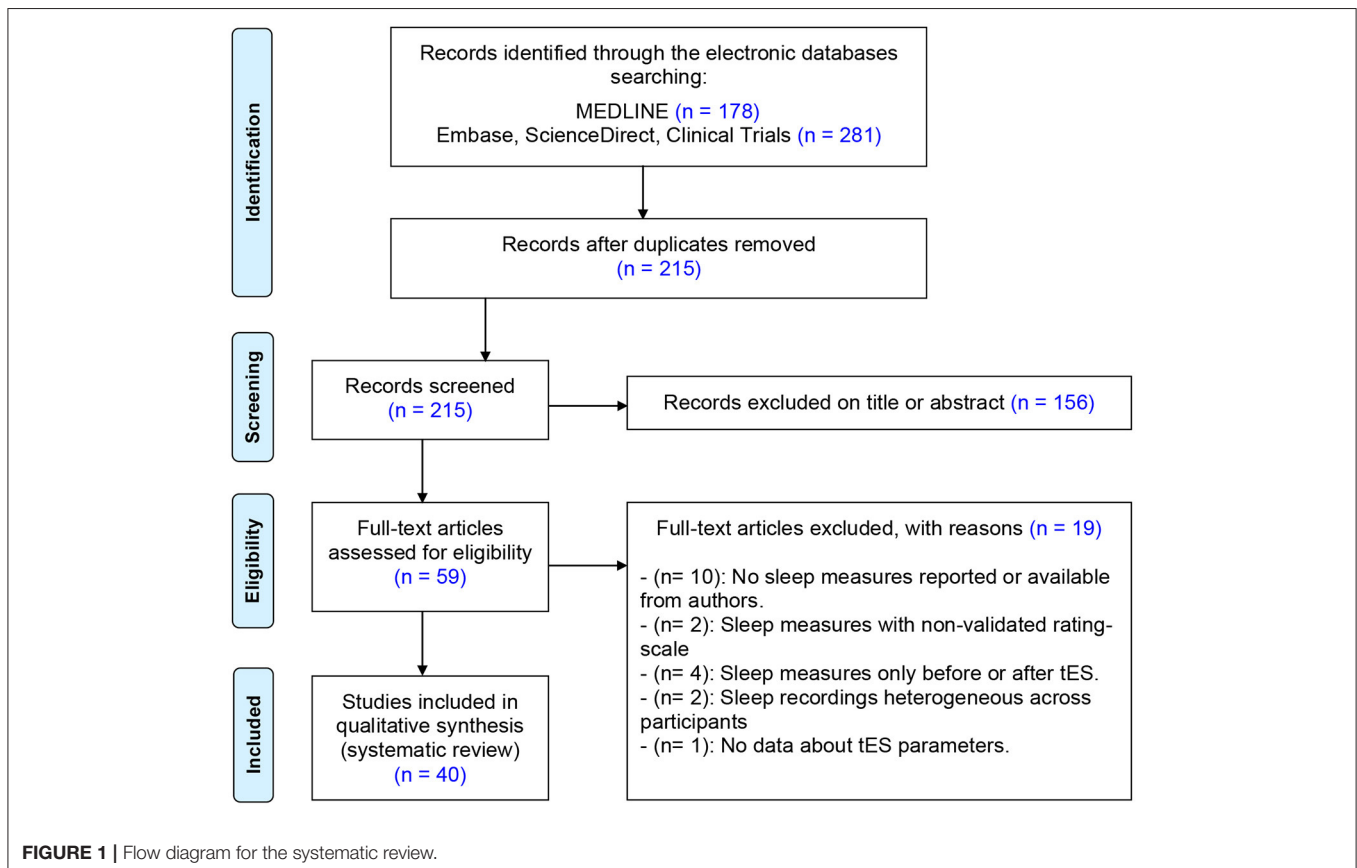 Identification
Records identified through the electronic databases
searching:
MEDLINE (n = 178)
Embase, ScienceDirect, Clinical Trials (n = 281)
Records after duplicates removed
(n = 215)
Screening
Records screened
(n = 215)
Records excluded on title or abstract (n = 156)
Eligibility
Full-text articles
assessed for eligibility
(n = 59)
Full-text articles excluded, with reasons (n = 19)
- (n= 10): No sleep measures reported or available
from authors.
- (n= 2): Sleep measures with non-validated rating-
scale
- (n= 4): Sleep measures only before or after tES.
- (n= 2): Sleep recordings heterogeneous across
participants
- (n= 1): No data about tES parameters.
Included
Studies included in
qualitative synthesis
(systematic review)
(n = 40)
FIGURE 1 | Flow diagram for the systematic review.